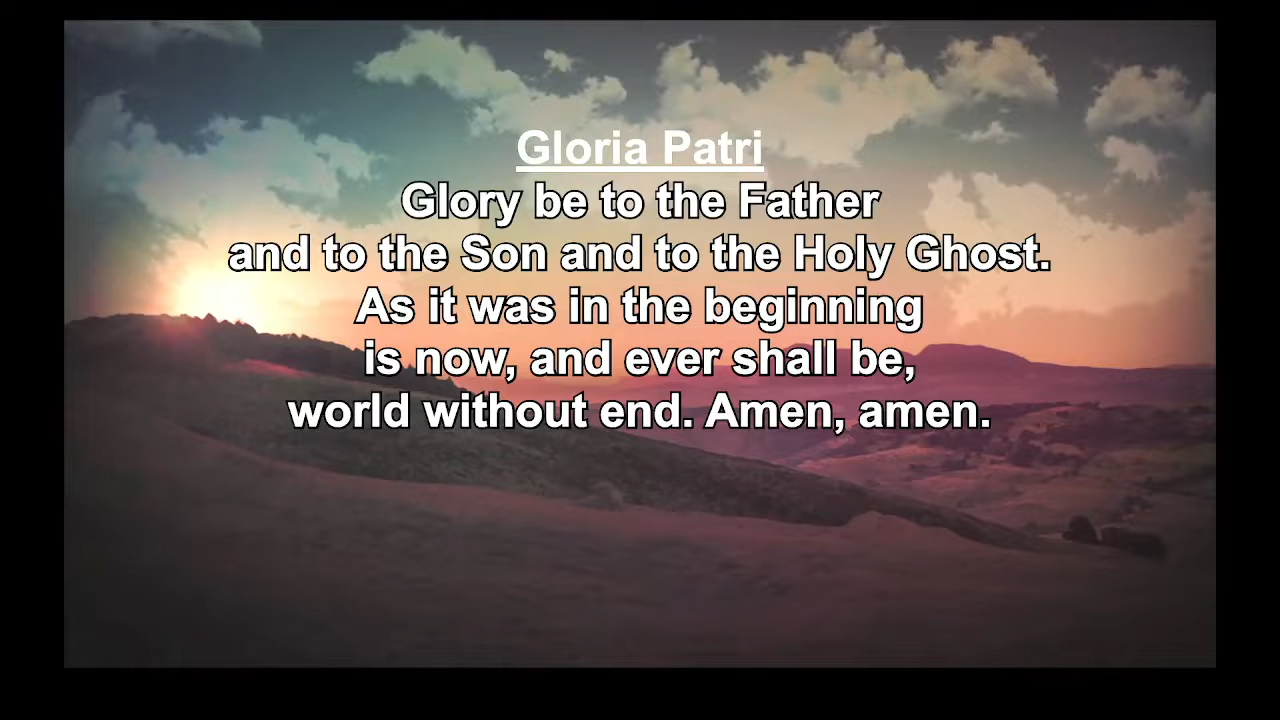 Gloria Patri
Glory be to the Father
and to the Son and to the Holy Ghost.
As it was in the beginning
is now, and ever shall be,
world without end. Amen, amen.